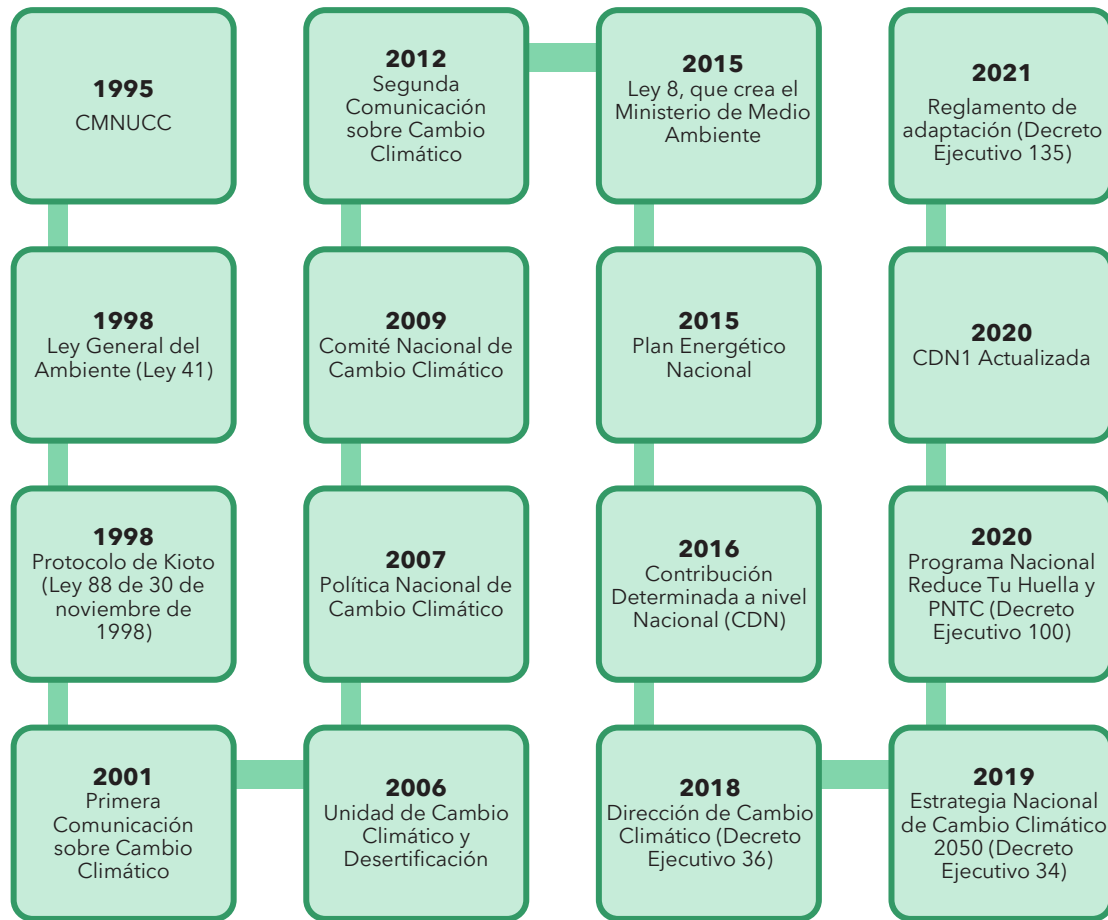 1995
CMNUCC
1998
Ley General del
Ambiente (Ley 41)
1998
Protocolo de Kioto
(Ley 88 de 30 de
noviembre de
1998)
2001
Primera
Comunicación
sobre Cambio
Climático
2006
Unidad de Cambio
Climático y
Desertificación
2007
Política Nacional de
Cambio Climático
2009
Comité Nacional de
Cambio Climático
2012
Segunda
Comunicación
sobre Cambio
Climático
2015
Ley 8, que crea el
Ministerio de Medio
Ambiente
2015
Plan Energético
Nacional
2016
Contribución
Determinada a nivel
Nacional (CDN)
2018
Dirección de Cambio
Climático (Decreto
Ejecutivo 36)
2019
Estrategia Nacional
de Cambio Climático
2050 (Decreto
Ejecutivo 34)
2020
Programa Nacional
Reduce Tu Huella y
PNTC (Decreto
Ejecutivo 100)
2020
CDN1 Actualizada
2021
Reglamento de
adaptación (Decreto
Ejecutivo 135)